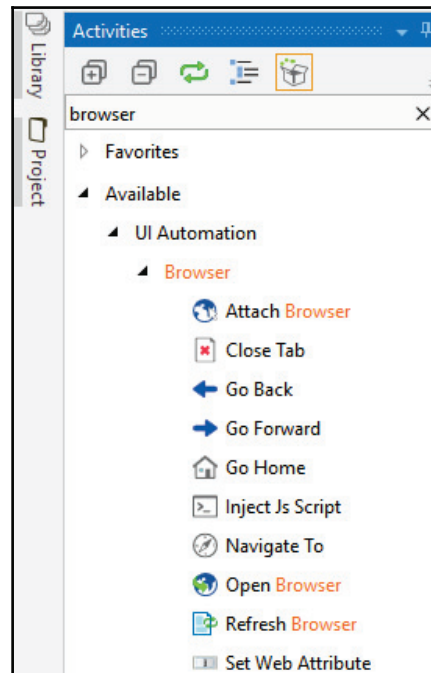 Library
Project
Activities
browser
Favorites
Available
UI Automation
Browser
Attach Browser
Close Tab
Go Back
Go Forward
Go Home
Inject Js Script
Navigate To
Open Browser
Refresh Browser
Set Web Attribute